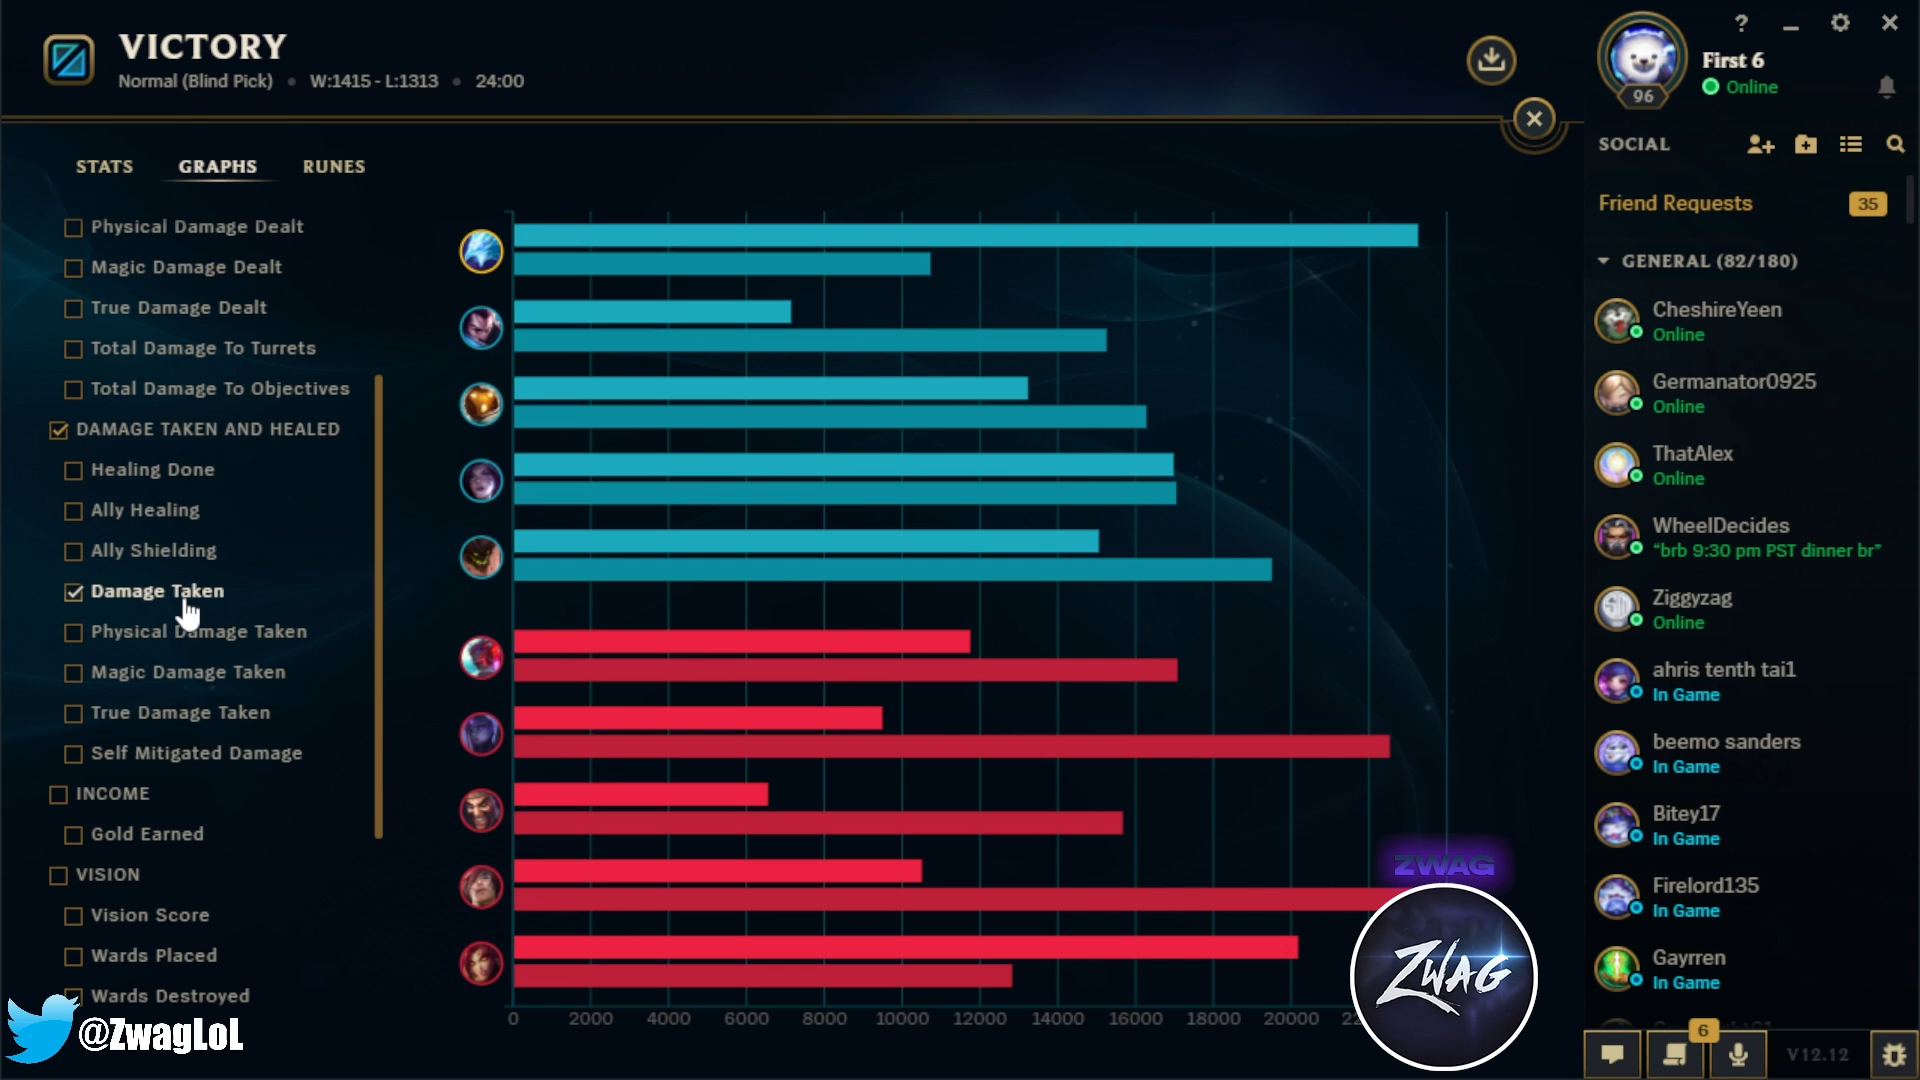 VICTORY
Normal (Blind Pick) • W:1415 - L:1313 • 24:00
STATS GRAPHS RUNES
Physical Damage Dealt
Magic Damage Dealt
True Damage Dealt
Total Damage To Turrets
Total Damage To Objectives
DAMAGE TAKEN AND HEALED
Healing Done
Ally Healing
Ally Shielding
Damage Taken
Physical Damage Taken
Magic Damage Taken
True Damage Taken
Self Mitigated Damage
INCOME
Gold Earned
VISION
Vision Score
Wards Placed
Wards Destroyed
@ZwagLoL
0 2000 4000 6000 8000 10000 12000 14000 16000 18000 20000
ZWAG
ZWAG
?
96
First 6
Online
SOCIAL
Friend Requests 35
GENERAL (82/180)
CheshireYeen
Online
Germanator0925
Online
ThatAlex
Online
WheelDecides
“brb 9:30 pm PST dinner br”
Ziggyzag
Online
ahris tenth tai1
In Game
beemo sanders
In Game
Bitey17
In Game
Firelord135
In Game
Gayrren
In Game
6
V12.12